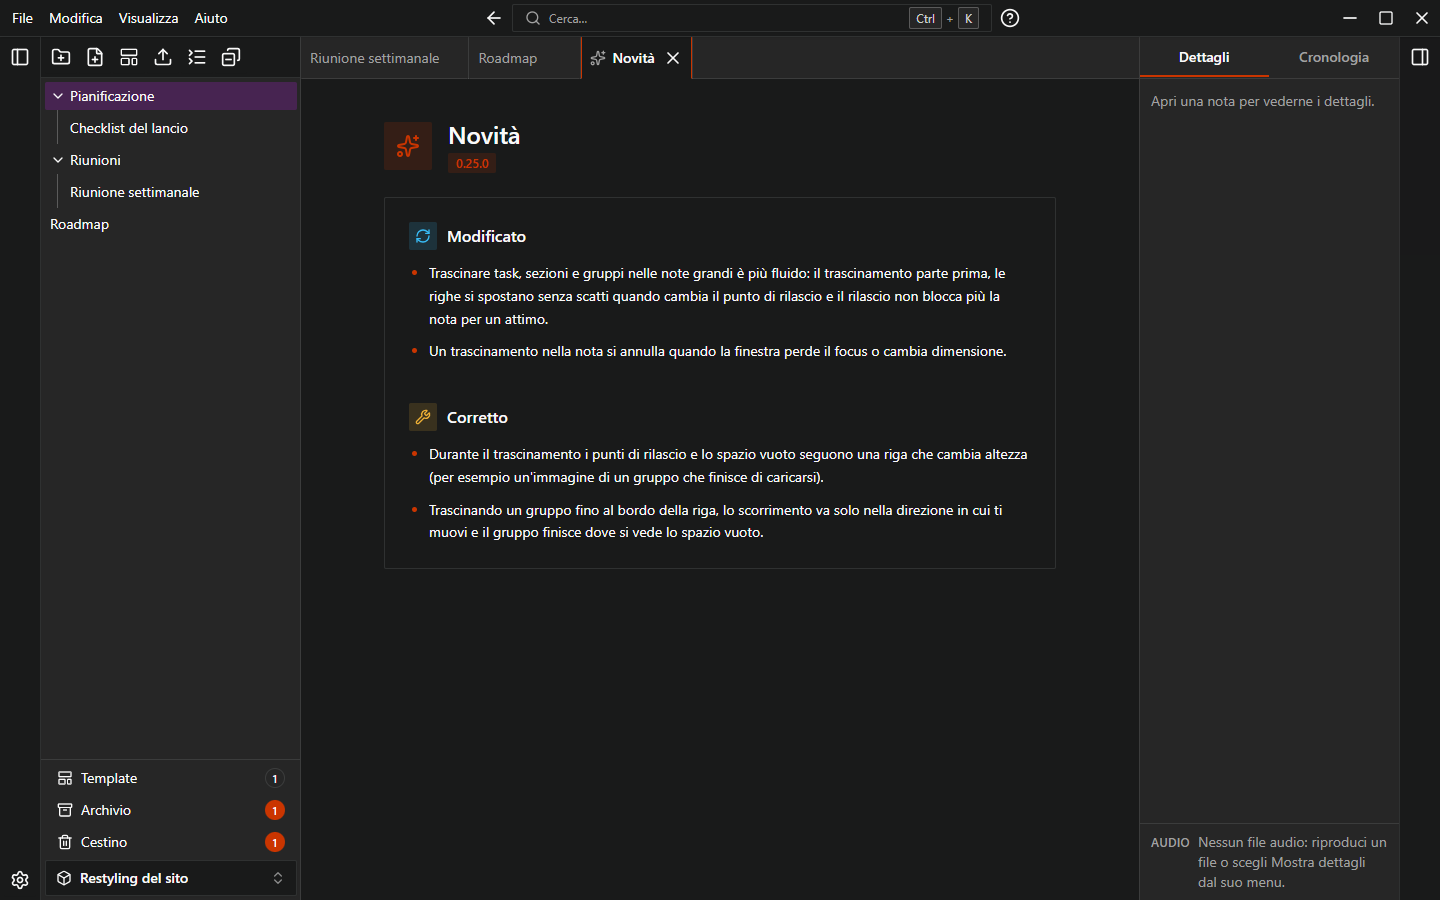 File Modifica Visualizza Aiuto
Cerca... Ctrl + K
Riunione settimanale Roadmap Novità
Dettagli Cronologia
Pianificazione
Checklist del lancio
Riunioni
Riunione settimanale
Roadmap
Novità
0.25.0
Modificato
Trascinare task, sezioni e gruppi nelle note grandi è più fluido: il trascinamento parte prima, le
righe si spostano senza scatti quando cambia il punto di rilascio e il rilascio non blocca più la
nota per un attimo.
Un trascinamento nella nota si annulla quando la finestra perde il focus o cambia dimensione.
Corretto
Durante il trascinamento i punti di rilascio e lo spazio vuoto seguono una riga che cambia altezza
(per esempio un'immagine di un gruppo che finisce di caricarsi).
Trascinando un gruppo fino al bordo della riga, lo scorrimento va solo nella direzione in cui ti
muovi e il gruppo finisce dove si vede lo spazio vuoto.
Apri una nota per vederne i dettagli.
Template 1
Archivio 1
Cestino 1
Restyling del sito
AUDIO Nessun file audio: riproduci un
file o scegli Mostra dettagli
dal suo menu.